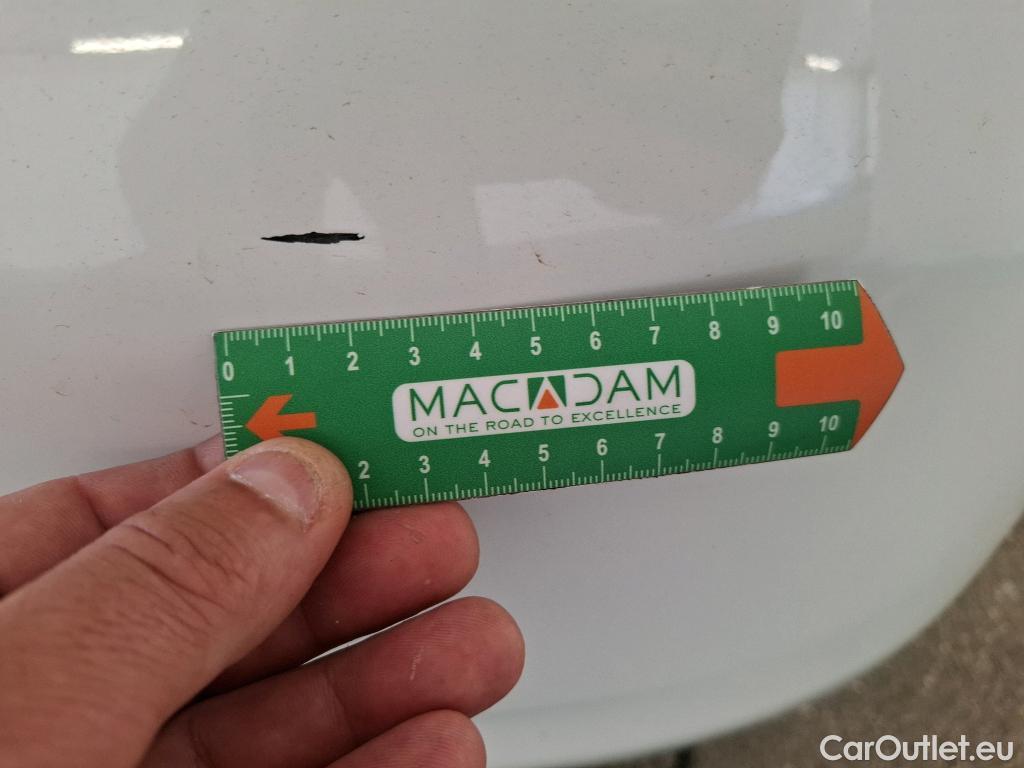 0 1 2 3 4 5 6 7 8 9 10
MACADAM
ON THE ROAD TO EXCELLENCE
2 3 4 5 6 7 8 9 10
CarOutlet.eu